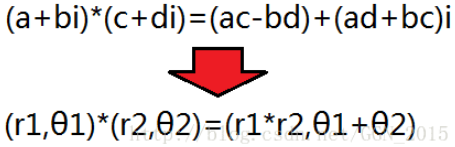 (a+bi)*(c+di)=(ac-bd)+(ad+bc)i
(r1,θ1)*(r2,θ2)=(r1*r2,θ1+θ2)